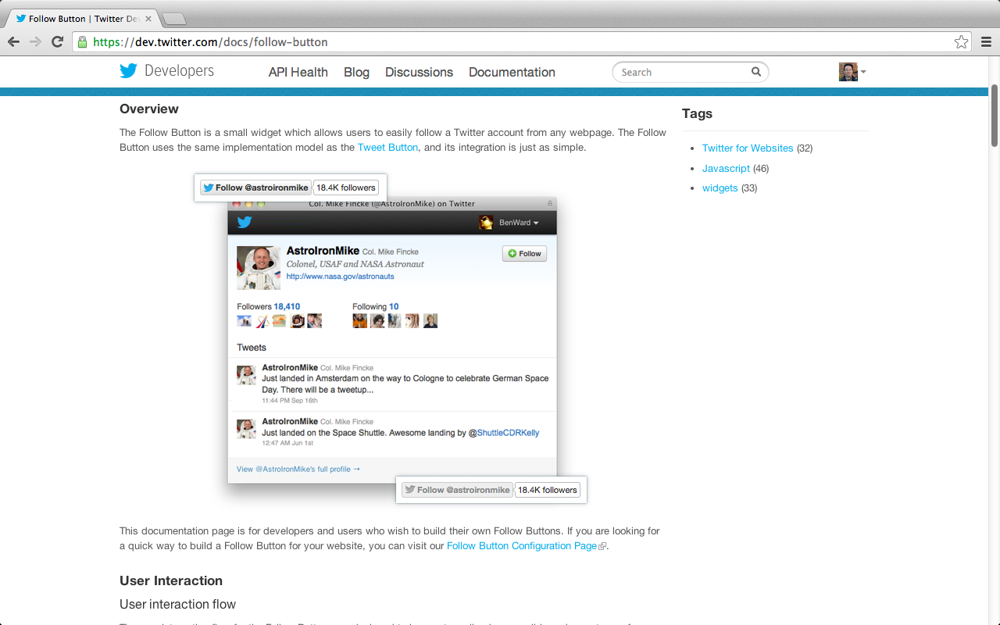 Follow Button | Twitter De
https://dev.twitter.com/docs/follow-button
Developers
API Health
Blog
Discussions
Documentation
Search
Overview
The Follow Button is a small widget which allows users to easily follow a Twitter account from any webpage. The Follow
Button uses the same implementation model as the Tweet Button, and its integration is just as simple.
Follow @astroironmike
18.4K followers
Col. Mike Fincke (@AstroIronMike) on Twitter
BenWard
AstroIronMike Col. Mike Fincke
Colonel, USAF and NASA Astronaut
http://www.nasa.gov/astronauts
Follow
Followers 18,410
Following 10
Tweets
AstroIronMike Col. Mike Fincke
Just landed in Amsterdam on the way to Cologne to celebrate German Space
Day. There will be a tweetup...
11:44 PM Sep 16th
AstroIronMike Col. Mike Fincke
Just landed on the Space Shuttle. Awesome landing by @ShuttleCDRKelly
12:47 AM Jun 1st
View @AstroIronMike's full profile →
Follow @astroironmike
18.4K followers
This documentation page is for developers and users who wish to build their own Follow Buttons. If you are looking for
a quick way to build a Follow Button for your website, you can visit our Follow Button Configuration Page.
User Interaction
User interaction flow
Tags
Twitter for Websites (32)
Javascript (46)
widgets (33)